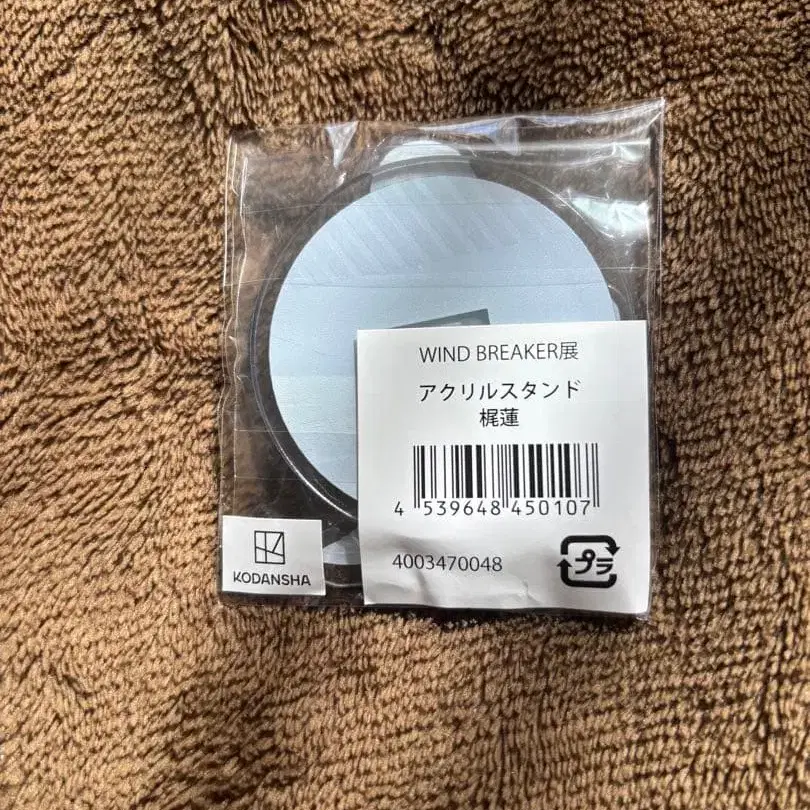 WIND BREAKER展
アクリルスタンド
梶蓮
4 539648 450107
4003470048
プラ
KODANSHA